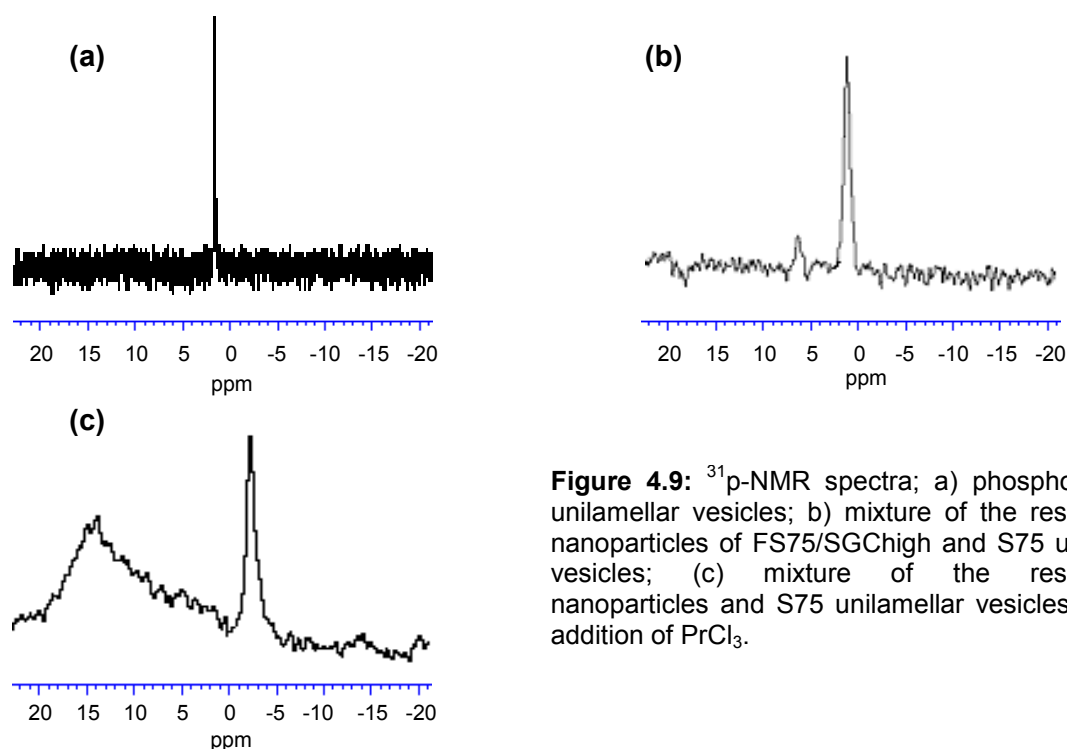 (a)
20 15 10 5 0 -5 -10 -15 -20
ppm
(b)
20 15 10 5 0 -5 -10 -15 -20
ppm
(c)
20 15 10 5 0 -5 -10 -15 -20
ppm
Figure 4.9: ³¹p-NMR spectra; a) phospho
unilamellar vesicles; b) mixture of the res
nanoparticles of FS75/SGChigh and S75 u
vesicles; (c) mixture of the res
nanoparticles and S75 unilamellar vesicles
addition of PrCl₃.